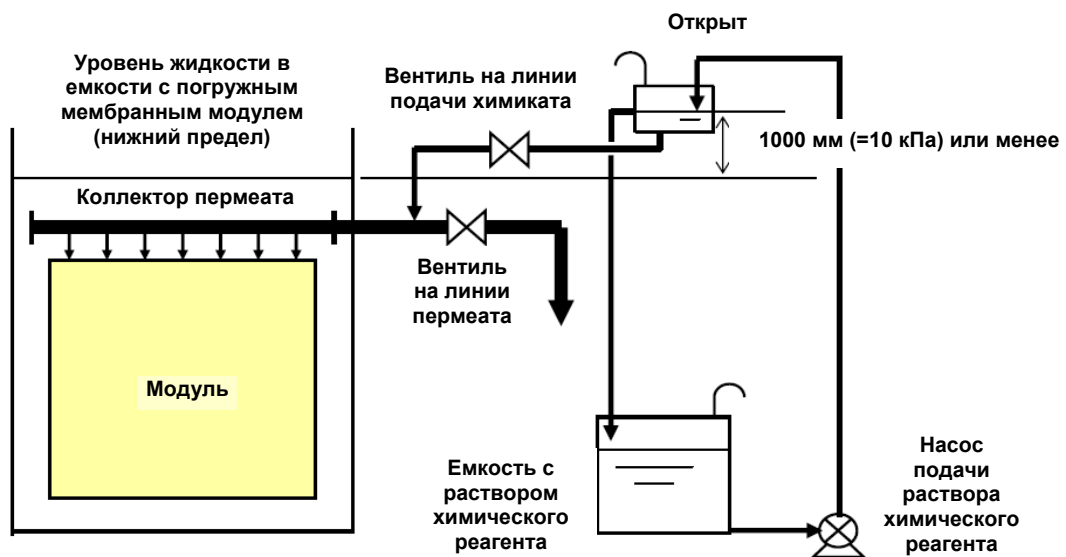 Открыт
Уровень жидкости в
емкости с погружным
мембранным модулем
(нижний предел)
Вентиль на линии
подачи химиката
1000 мм (=10 кПа) или менее
Коллектор пермеата
Вентиль
на линии
пермеата
Модуль
Емкость с
раствором
химического
реагента
Насос
подачи
раствора
химического
реагента